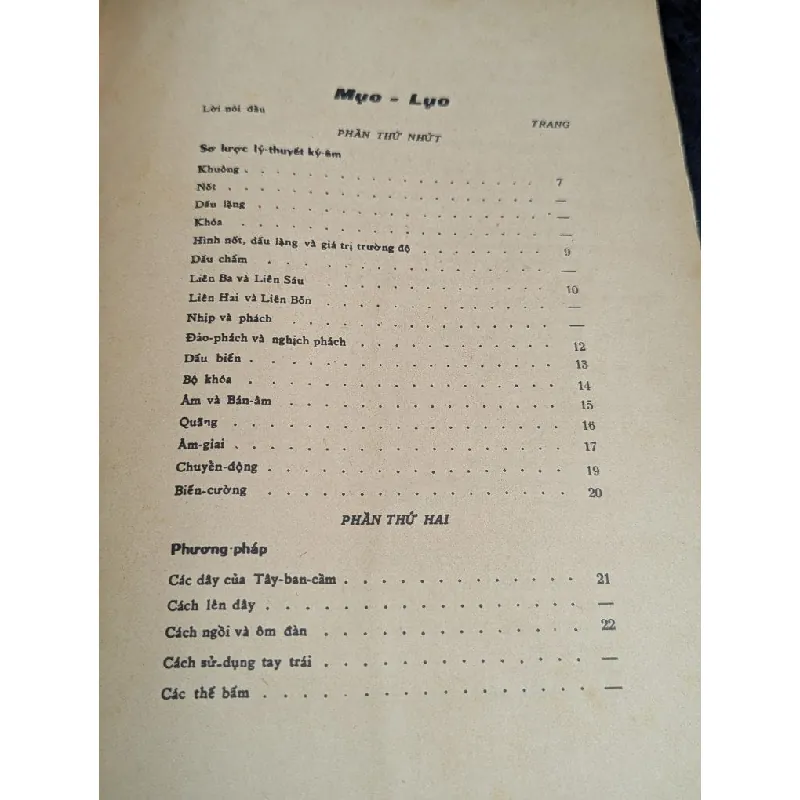 Mục - Lục
Lời nói đầu
TRANG
PHẦN THỨ NHỨT
Sơ lược lý-thuyết ký-âm
Khuông . . . . . . . . . . . . . . . . 7
Nốt . . . . . . . . . . . . . . . . —
Dấu lặng . . . . . . . . . . . . . . . . —
Khóa . . . . . . . . . . . . . . . . —
Hình nốt, dấu lặng và giá trị trường độ . . . . . . . 9
Dấu chấm . . . . . . . . . . . . . . . —
Liên Ba và Liên Sáu . . . . . . . . . . . . 10
Liên Hai và Liên Bốn . . . . . . . . . . . . —
Nhịp và phách . . . . . . . . . . . . . . —
Đảo-phách và nghịch phách . . . . . . . . . . 12
Dấu biến . . . . . . . . . . . . . . . . 13
Bộ khóa . . . . . . . . . . . . . . . . 14
Âm và Bán-âm . . . . . . . . . . . . . . 15
Quãng . . . . . . . . . . . . . . . . 16
Âm-giai . . . . . . . . . . . . . . . . 17
Chuyển-động . . . . . . . . . . . . . . . 19
Biến-cường . . . . . . . . . . . . . . . 20
PHẦN THỨ HAI
Phương-pháp
Các dây của Tây-ban-cầm . . . . . . . . . . . 21
Cách lên dây . . . . . . . . . . . . . . —
Cách ngồi và ôm đàn . . . . . . . . . . . . 22
Cách sử-dụng tay trái . . . . . . . . . . . . —
Các thế bấm . . . . . . . . . . . . . . —